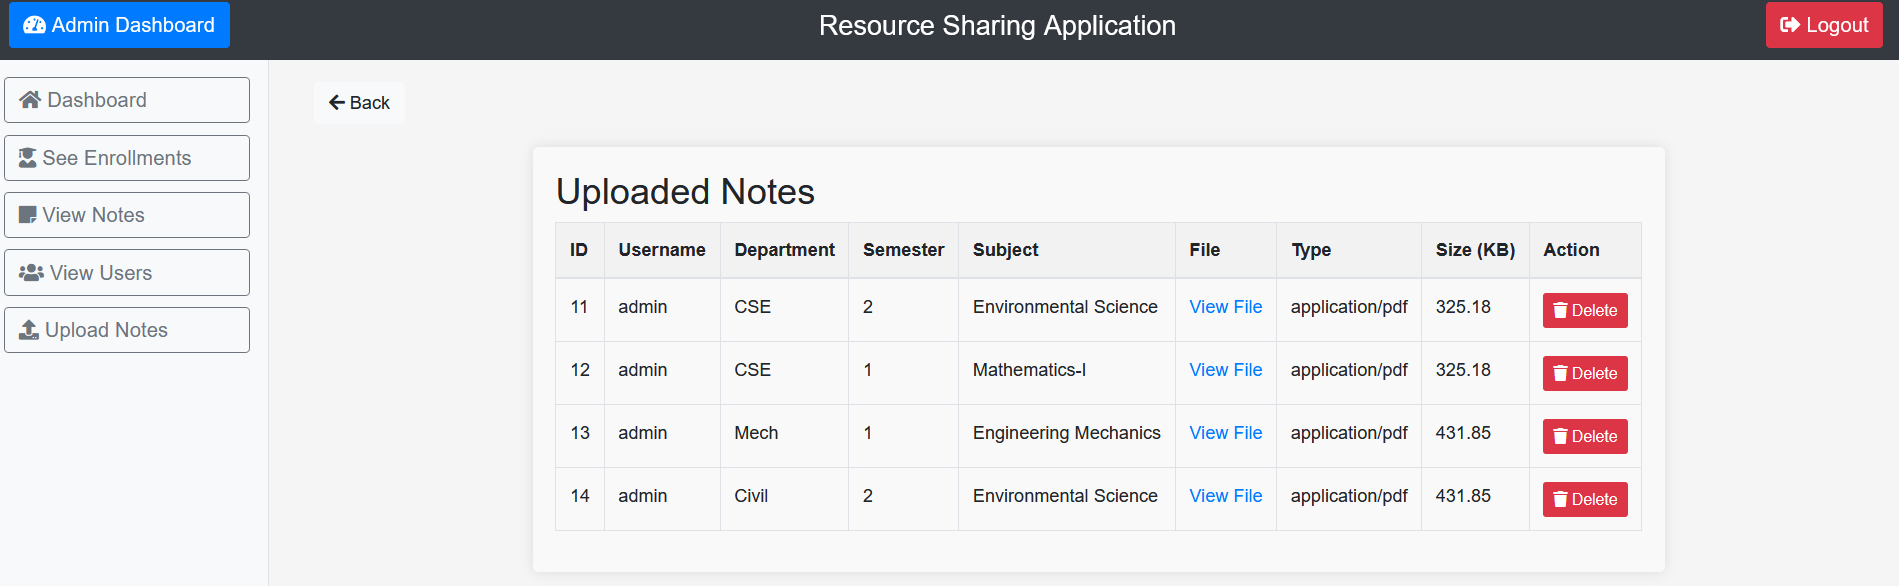 Admin Dashboard Resource Sharing Application Logout
Dashboard
See Enrollments
View Notes
View Users
Upload Notes
Back
Uploaded Notes
ID Username Department Semester Subject File Type Size (KB) Action
11 admin CSE 2 Environmental Science View File application/pdf 325.18 Delete
12 admin CSE 1 Mathematics-I View File application/pdf 325.18 Delete
13 admin Mech 1 Engineering Mechanics View File application/pdf 431.85 Delete
14 admin Civil 2 Environmental Science View File application/pdf 431.85 Delete